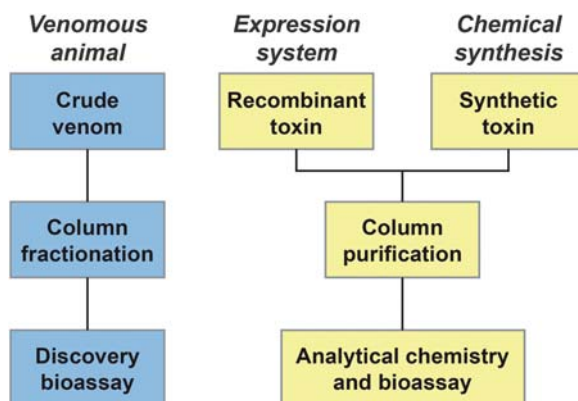 Venomous
animal
Expression
system
Chemical
synthesis
Crude
venom
Recombinant
toxin
Synthetic
toxin
Column
fractionation
Column
purification
Discovery
bioassay
Analytical chemistry
and bioassay